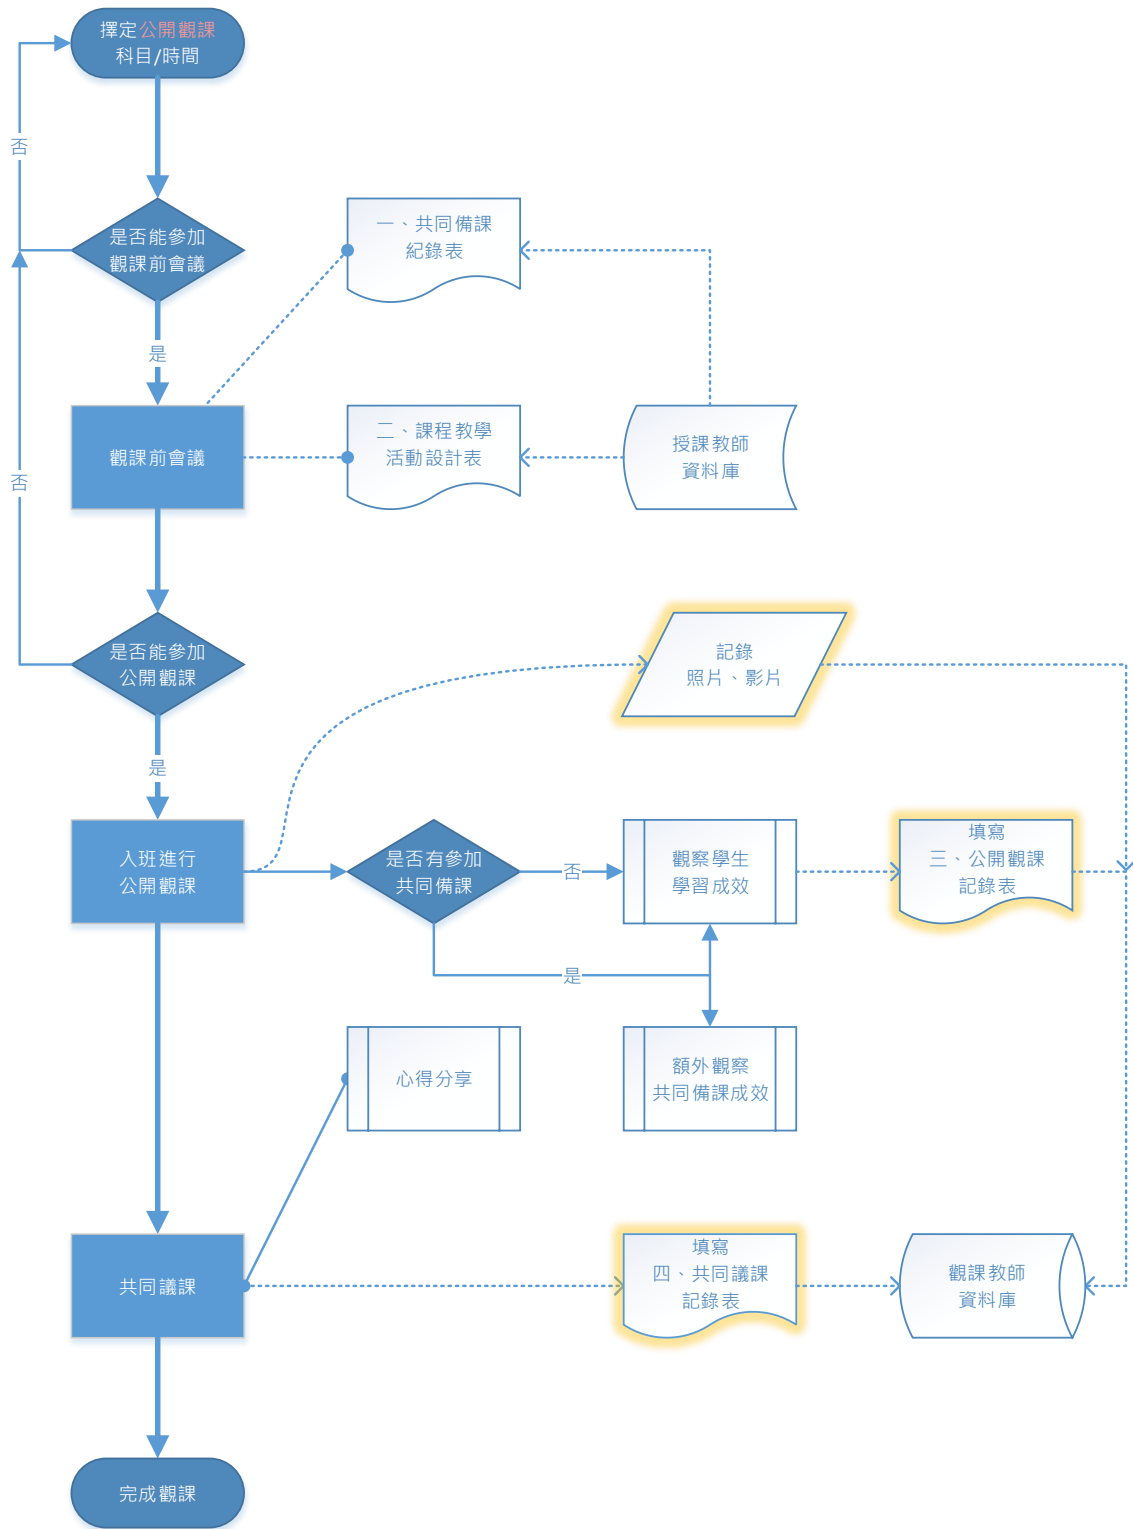 擇定公開觀課
科目/時間
否
是否能參加
觀課前會議
一、共同備課
紀錄表
是
觀課前會議
二、課程教學
活動設計表
授課教師
資料庫
否
是否能參加
公開觀課
記錄
照片、影片
是
入班進行
公開觀課
是否有參加
共同備課
否
觀察學生
學習成效
填寫
三、公開觀課
記錄表
是
心得分享
額外觀察
共同備課成效
共同議課
填寫
四、共同議課
記錄表
觀課教師
資料庫
完成觀課